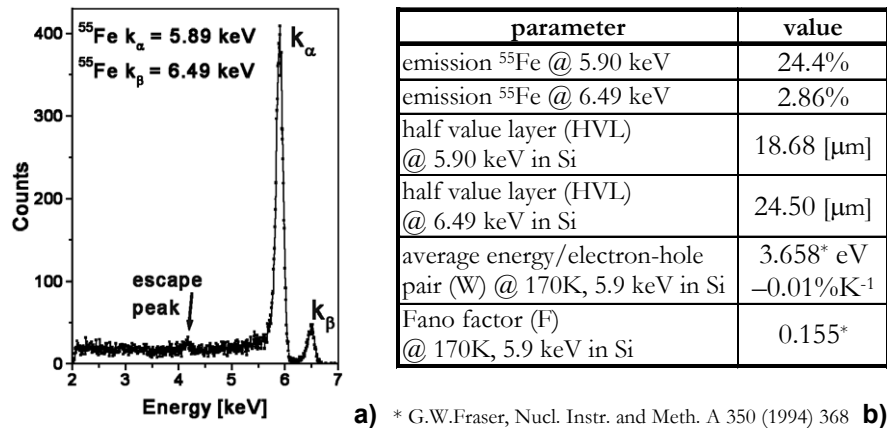 ⁵⁵Fe kα = 5.89 keV
⁵⁵Fe kβ = 6.49 keV
kα
escape
peak
kβ
400
300
200
100
0
2 3 4 5 6 7
Counts
Energy [keV]
a)
parameter value
emission ⁵⁵Fe @ 5.90 keV 24.4%
emission ⁵⁵Fe @ 6.49 keV 2.86%
half value layer (HVL)
@ 5.90 keV in Si 18.68 [µm]
half value layer (HVL)
@ 6.49 keV in Si 24.50 [µm]
average energy/electron-hole 3.658* eV
pair (W) @ 170K, 5.9 keV in Si –0.01%K⁻¹
Fano factor (F)
@ 170K, 5.9 keV in Si 0.155*
* G.W.Fraser, Nucl. Instr. and Meth. A 350 (1994) 368 b)